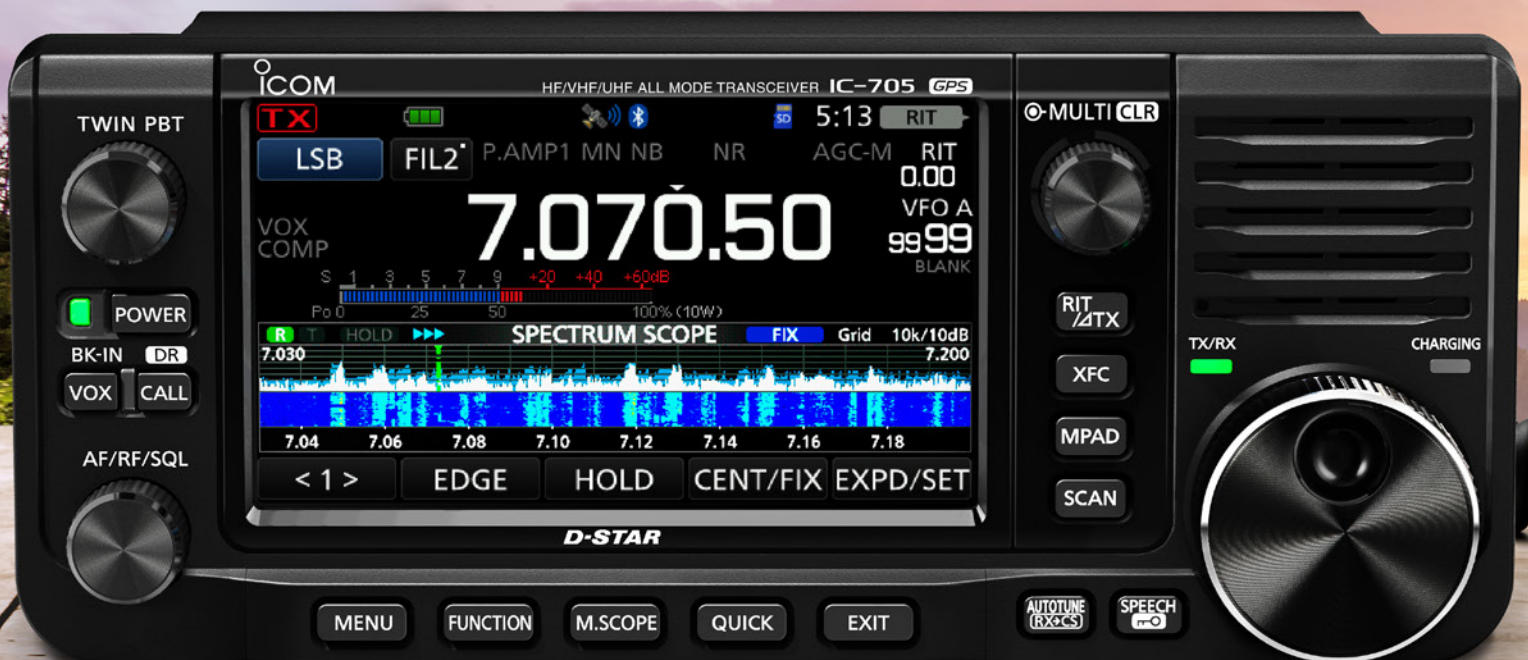 ICOM
HF/VHF/UHF ALL MODE TRANSCEIVER IC-705 GPS
TWIN PBT
TX
SD
5:13 RIT
LSB FIL2 P.AMP1 MN NB NR AGC-M RIT
0.00
7.070.50
VFO A
VOX
COMP
9999
BLANK
S 1 3 5 7 9 +20 +40 +60dB
Po 0 25 50 100% (10W)
R T HOLD SPECTRUM SCOPE FIX Grid 10k/10dB
7.030 7.200
7.04 7.06 7.08 7.10 7.12 7.14 7.16 7.18
< 1 > EDGE HOLD CENT/FIX EXPD/SET
D-STAR
POWER
BK-IN DR
VOX CALL
AF/RF/SQL
MULTI CLR
RIT
/⊿TX
XFC
MPAD
SCAN
TX/RX CHARGING
MENU FUNCTION M.SCOPE QUICK EXIT
AUTOTUNE
RX→CS
SPEECH